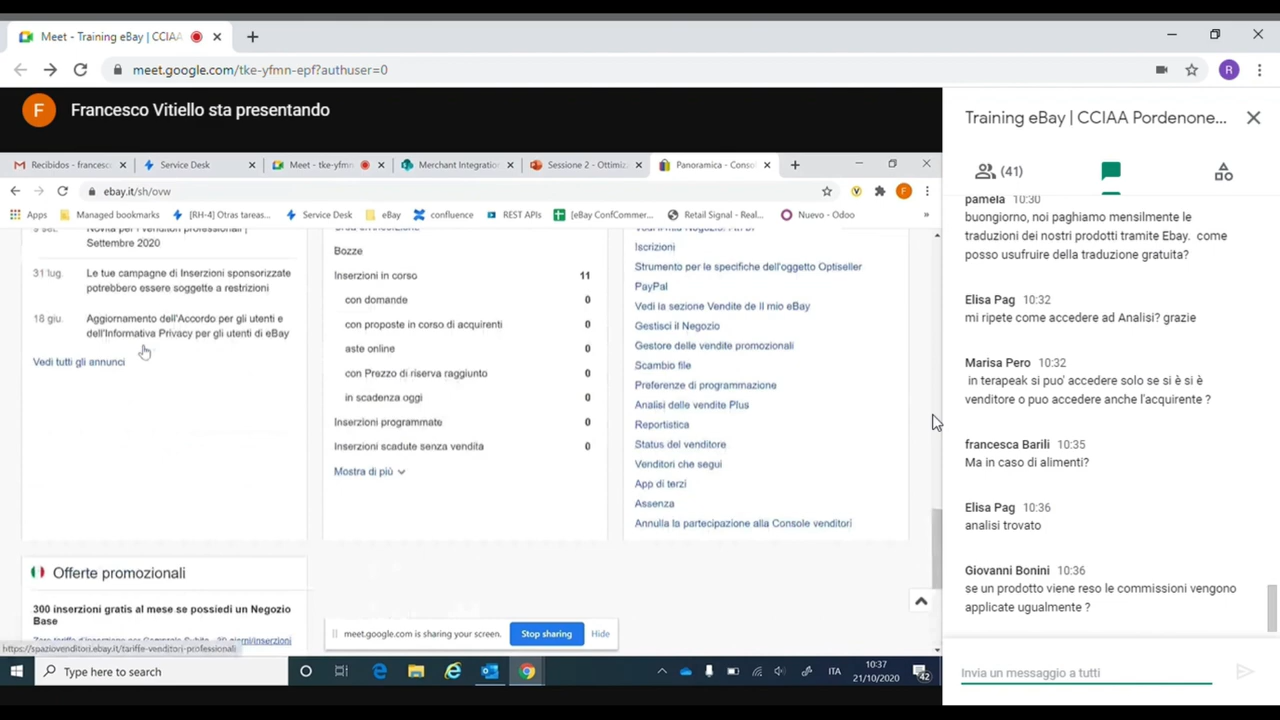 Meet - Training eBay | CCIAA
meet.google.com/tke-yfmn-epf?authuser=0
R
F
Francesco Vitiello sta presentando
Recibidos - francesc
Service Desk
Meet - tke-yfmn
Merchant Integratio
Sessione 2 - Ottimiz
Panoramica - Conso
ebay.it/sh/ovw
V
F
Apps
Managed bookmarks
[RH-4] Otras tareas...
Service Desk
eBay
confluence
REST APIs
[eBay ConfCommer...
Retail Signal - Real...
Nuevo - Odoo
»
Settembre 2020
31 lug.
Le tue campagne di Inserzioni sponsorizzate
potrebbero essere soggette a restrizioni
18 giu.
Aggiornamento dell'Accordo per gli utenti e
dell'Informativa Privacy per gli utenti di eBay
Vedi tutti gli annunci
Bozze
Inserzioni in corso 11
con domande 0
con proposte in corso di acquirenti 0
aste online 0
con Prezzo di riserva raggiunto 0
in scadenza oggi 0
Inserzioni programmate 0
Inserzioni scadute senza vendita 0
Mostra di più
Iscrizioni
Strumento per le specifiche dell'oggetto Optiseller
PayPal
Vedi la sezione Vendite de Il mio eBay
Gestisci il Negozio
Gestore delle vendite promozionali
Scambio file
Preferenze di programmazione
Analisi delle vendite Plus
Reportistica
Status del venditore
Venditori che segui
App di terzi
Assenza
Annulla la partecipazione alla Console venditori
Offerte promozionali
300 inserzioni gratis al mese se possiedi un Negozio
Base
https://spaziovenditori.ebay.it/tariffe-venditori-professionali
meet.google.com is sharing your screen.
Stop sharing
Hide
Type here to search
ITA
10:37
21/10/2020
42
Training eBay | CCIAA Pordenone...
(41)
pamela 10:30
buongiorno, noi paghiamo mensilmente le
traduzioni dei nostri prodotti tramite Ebay. come
posso usufruire della traduzione gratuita?
Elisa Pag 10:32
mi ripete come accedere ad Analisi? grazie
Marisa Pero 10:32
in terapeak si puo' accedere solo se si è si è
venditore o puo accedere anche l'acquirente ?
francesca Barili 10:35
Ma in caso di alimenti?
Elisa Pag 10:36
analisi trovato
Giovanni Bonini 10:36
se un prodotto viene reso le commissioni vengono
applicate ugualmente ?
Invia un messaggio a tutti